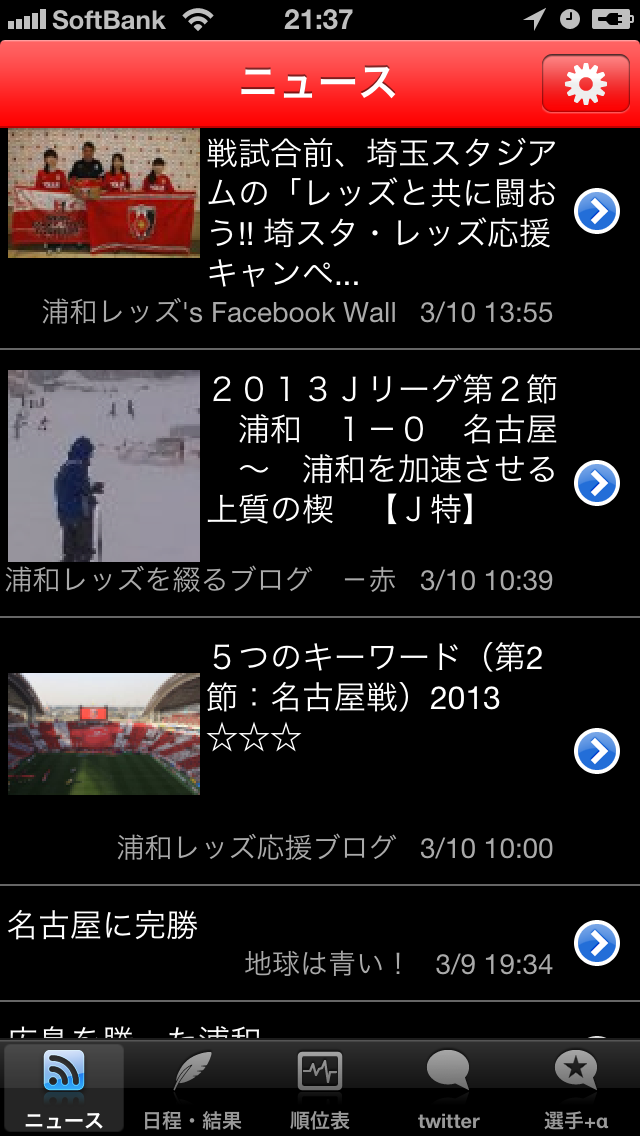 SoftBank 21:37
ニュース
戦試合前、埼玉スタジア
ムの「レッズと共に闘お
う!! 埼スタ・レッズ応援
キャンペ...
浦和レッズ's Facebook Wall 3/10 13:55
２０１３Ｊリーグ第２節
　浦和　１－０　名古屋
　～　浦和を加速させる
上質の楔　【Ｊ特】
浦和レッズを綴るブログ　－赤 3/10 10:39
５つのキーワード（第2
節：名古屋戦）2013
☆☆☆
浦和レッズ応援ブログ 3/10 10:00
名古屋に完勝
地球は青い！ 3/9 19:34
広島を勝った浦和
ニュース 日程・結果 順位表 twitter 選手+α